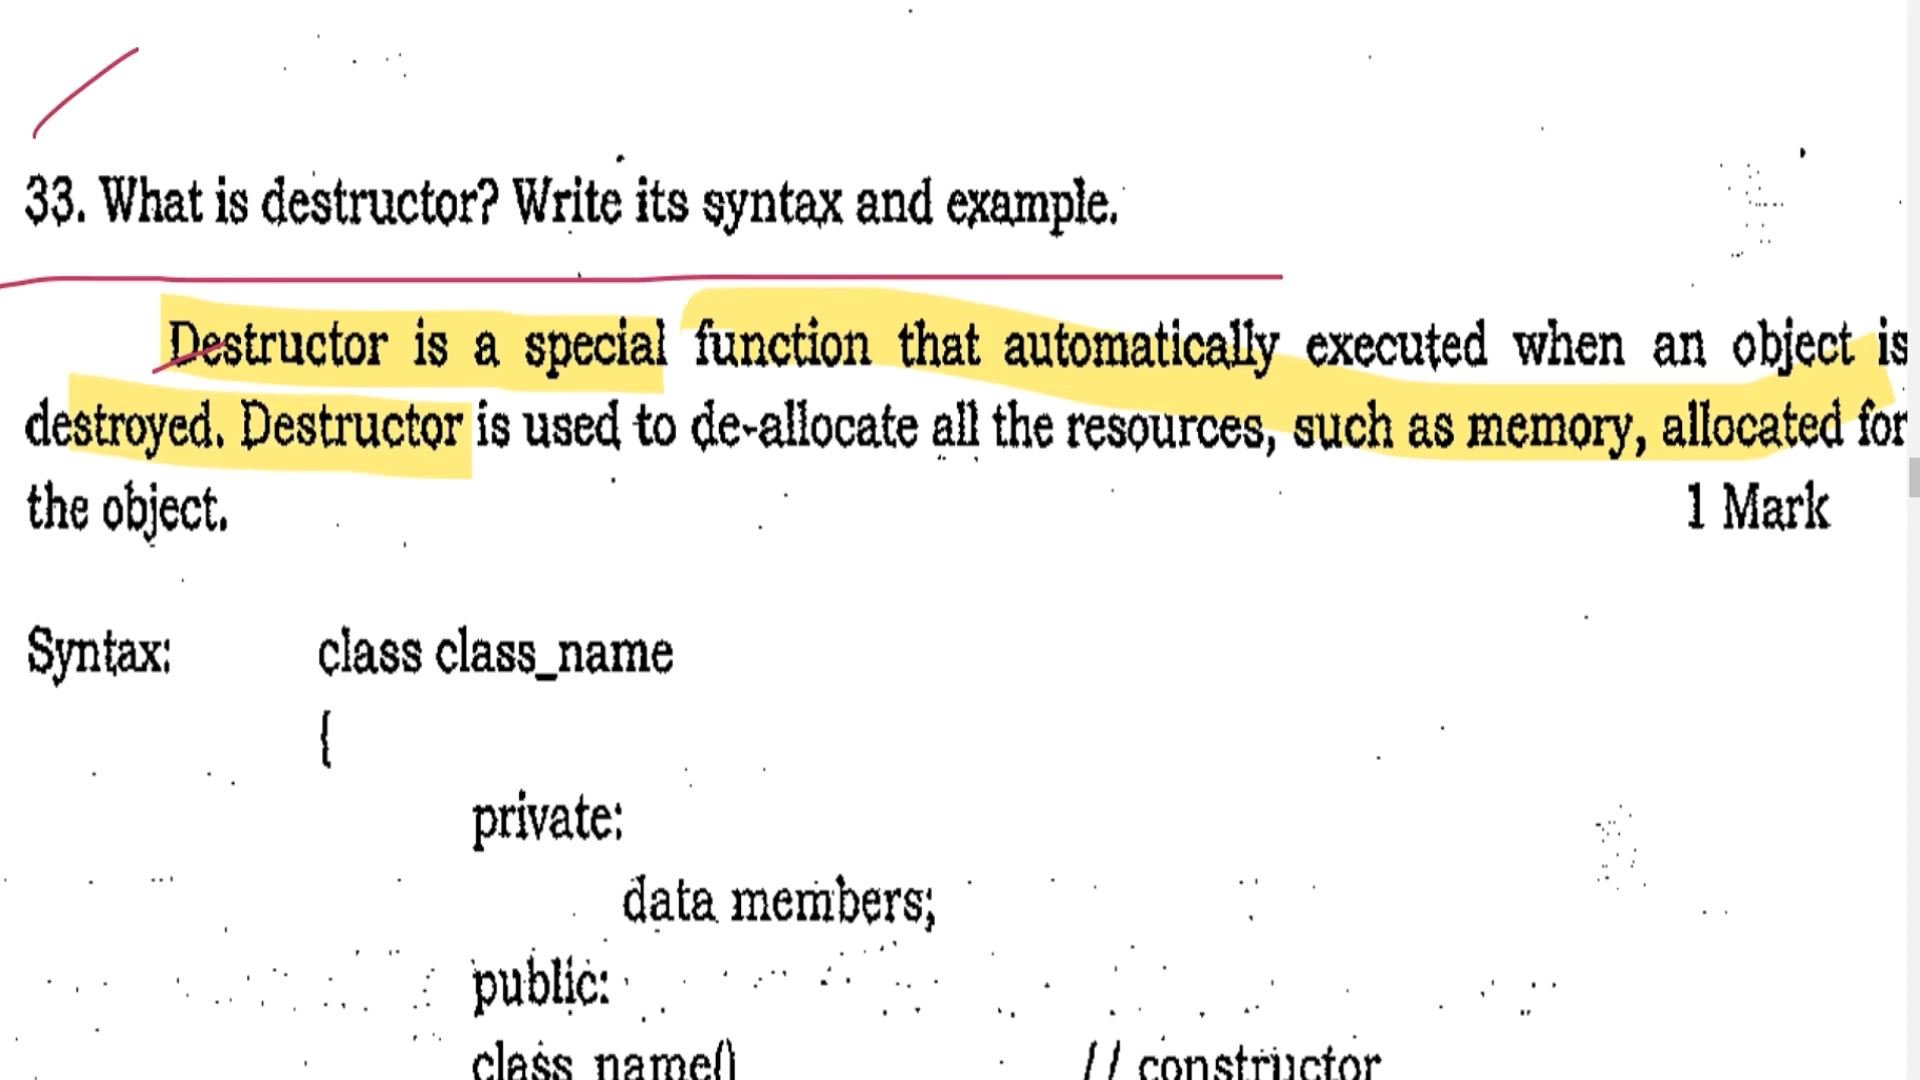 33. What is destructor? Write its syntax and example.
Destructor is a special function that automatically executed when an object is
destroyed. Destructor is used to de-allocate all the resources, such as memory, allocated for
the object.
1 Mark
Syntax: class class_name
{
private:
data members;
public:
class_name() // constructor